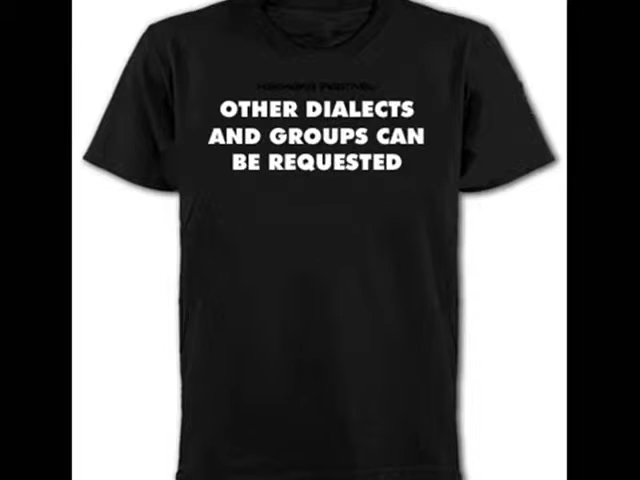 OTHER DIALECTS
AND GROUPS CAN
BE REQUESTED